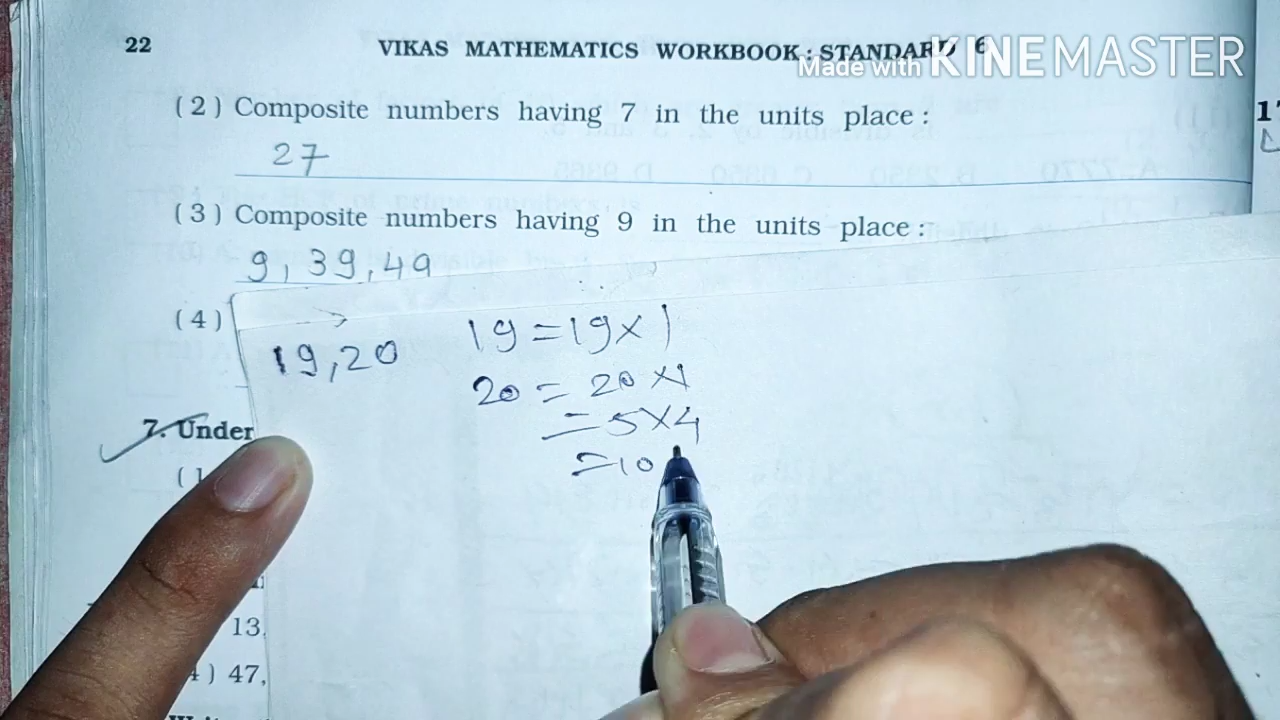 22 VIKAS MATHEMATICS WORKBOOK : STANDARD 6
Made with KINEMASTER
(2) Composite numbers having 7 in the units place :
27
(3) Composite numbers having 9 in the units place :
9, 39, 49
(4)
19, 20
19 = 19 × 1
20 = 20 × 1
= 5 × 4
= 10
7. Under
13,
) 47,